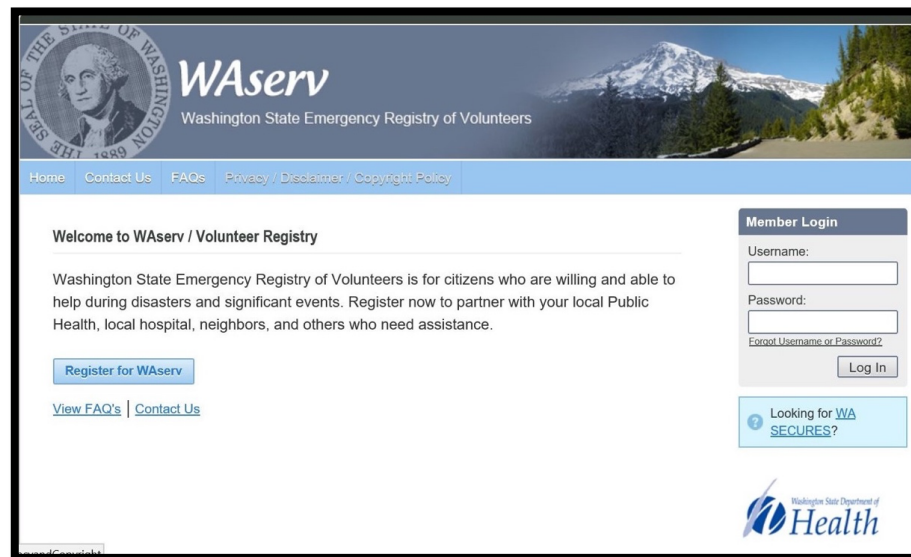 SEAL OF THE STATE OF WASHINGTON
1889
WAserv
Washington State Emergency Registry of Volunteers
Home Contact Us FAQs Privacy / Disclaimer / Copyright Policy
Welcome to WAserv / Volunteer Registry
Washington State Emergency Registry of Volunteers is for citizens who are willing and able to
help during disasters and significant events. Register now to partner with your local Public
Health, local hospital, neighbors, and others who need assistance.
Register for WAserv
View FAQ's | Contact Us
Member Login
Username:
Password:
Forgot Username or Password?
Log In
? Looking for WA
SECURES?
Washington State Department of
Health